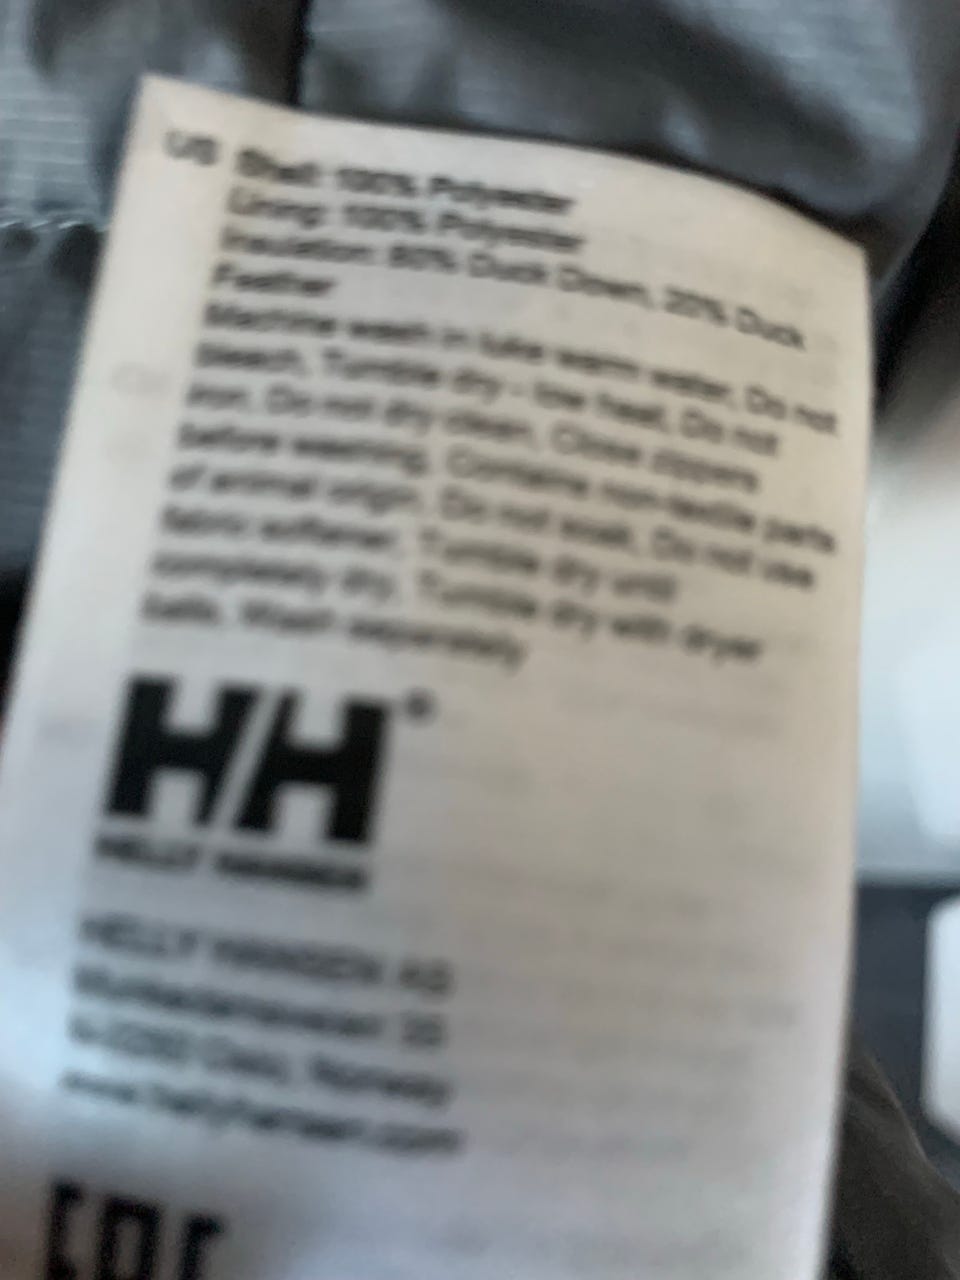 US Shell: 100% Polyester
Lining: 100% Polyester
Insulation: 80% Duck Down, 20% Duck
Feather
Machine wash in luke warm water, Do not
bleach, Tumble dry - low heat, Do not
iron, Do not dry clean, Close zippers
before washing, Contains non-textile parts
of animal origin, Do not soak, Do not use
fabric softener, Tumble dry until
completely dry, Tumble dry with dryer
balls, Wash separately
HH®
HELLY HANSEN
HELLY HANSEN AS
Munkedamsveien 35
Oslo, Norway
www.hellyhansen.com
EAC